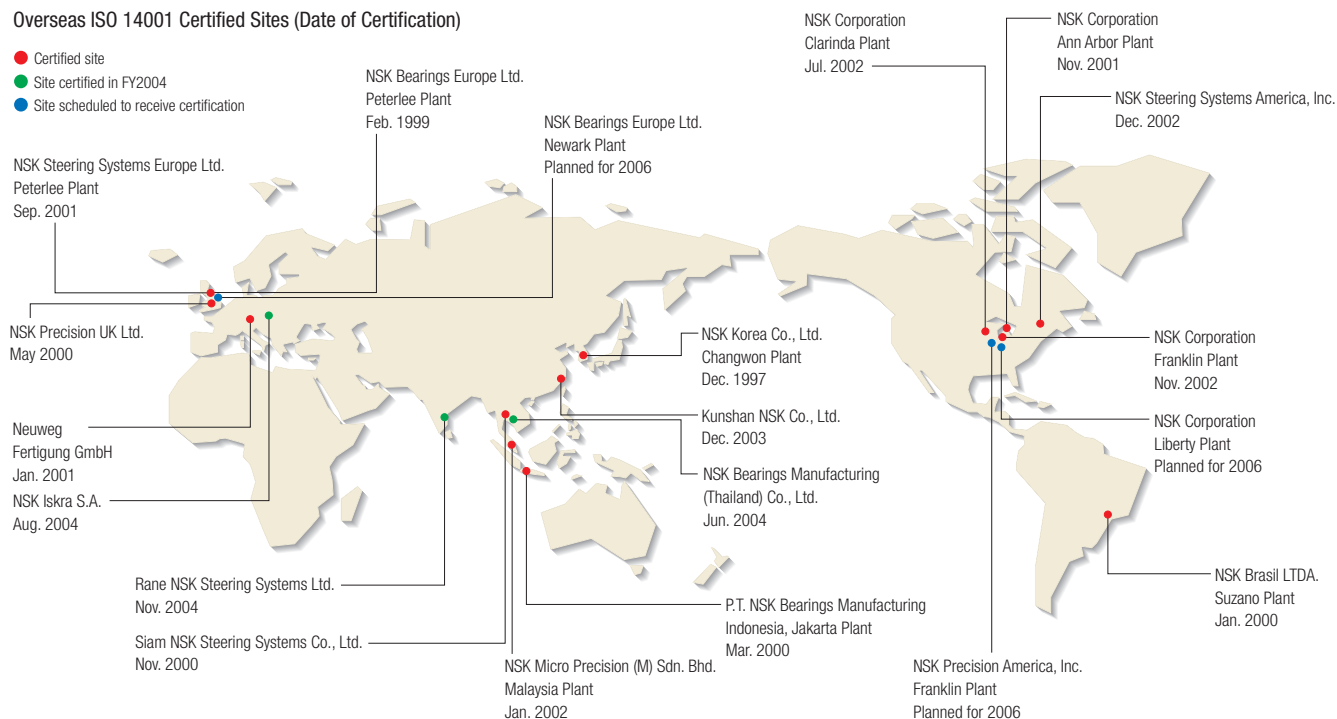 Overseas ISO 14001 Certified Sites (Date of Certification)
Certified site
Site certified in FY2004
Site scheduled to receive certification
NSK Bearings Europe Ltd.
Peterlee Plant
Feb. 1999
NSK Bearings Europe Ltd.
Newark Plant
Planned for 2006
NSK Steering Systems Europe Ltd.
Peterlee Plant
Sep. 2001
NSK Precision UK Ltd.
May 2000
Neuweg
Fertigung GmbH
Jan. 2001
NSK Iskra S.A.
Aug. 2004
Rane NSK Steering Systems Ltd.
Nov. 2004
Siam NSK Steering Systems Co., Ltd.
Nov. 2000
NSK Micro Precision (M) Sdn. Bhd.
Malaysia Plant
Jan. 2002
P.T. NSK Bearings Manufacturing
Indonesia, Jakarta Plant
Mar. 2000
NSK Korea Co., Ltd.
Changwon Plant
Dec. 1997
Kunshan NSK Co., Ltd.
Dec. 2003
NSK Bearings Manufacturing
(Thailand) Co., Ltd.
Jun. 2004
NSK Corporation
Clarinda Plant
Jul. 2002
NSK Corporation
Ann Arbor Plant
Nov. 2001
NSK Steering Systems America, Inc.
Dec. 2002
NSK Corporation
Franklin Plant
Nov. 2002
NSK Corporation
Liberty Plant
Planned for 2006
NSK Brasil LTDA.
Suzano Plant
Jan. 2000
NSK Precision America, Inc.
Franklin Plant
Planned for 2006